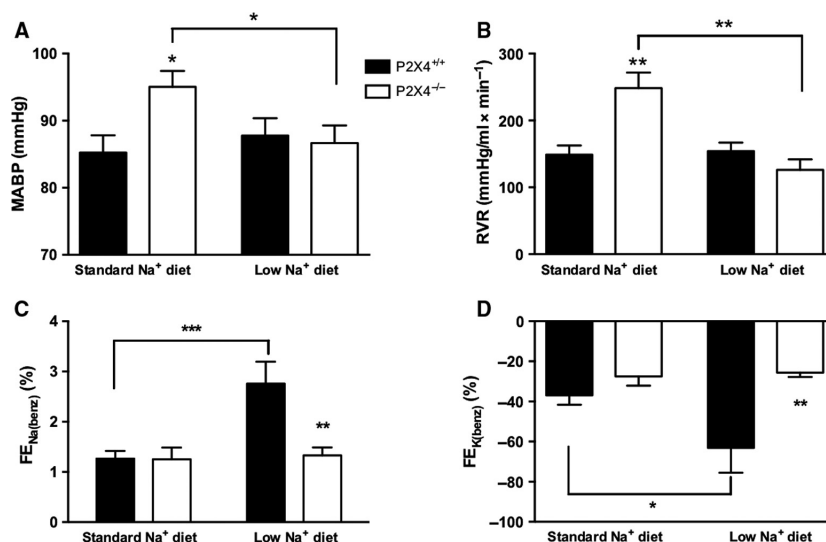 A
*
MABP (mmHg)
100
90
80
70
*
P2X4+/+
P2X4−/−
Standard Na+ diet
Low Na+ diet
B
**
RVR (mmHg/ml × min−1)
300
200
100
0
**
Standard Na+ diet
Low Na+ diet
C
***
FENa(benz) (%)
4
3
2
1
0
**
Standard Na+ diet
Low Na+ diet
D
FEK(benz) (%)
0
−20
−40
−60
−80
−100
**
*
Standard Na+ diet
Low Na+ diet